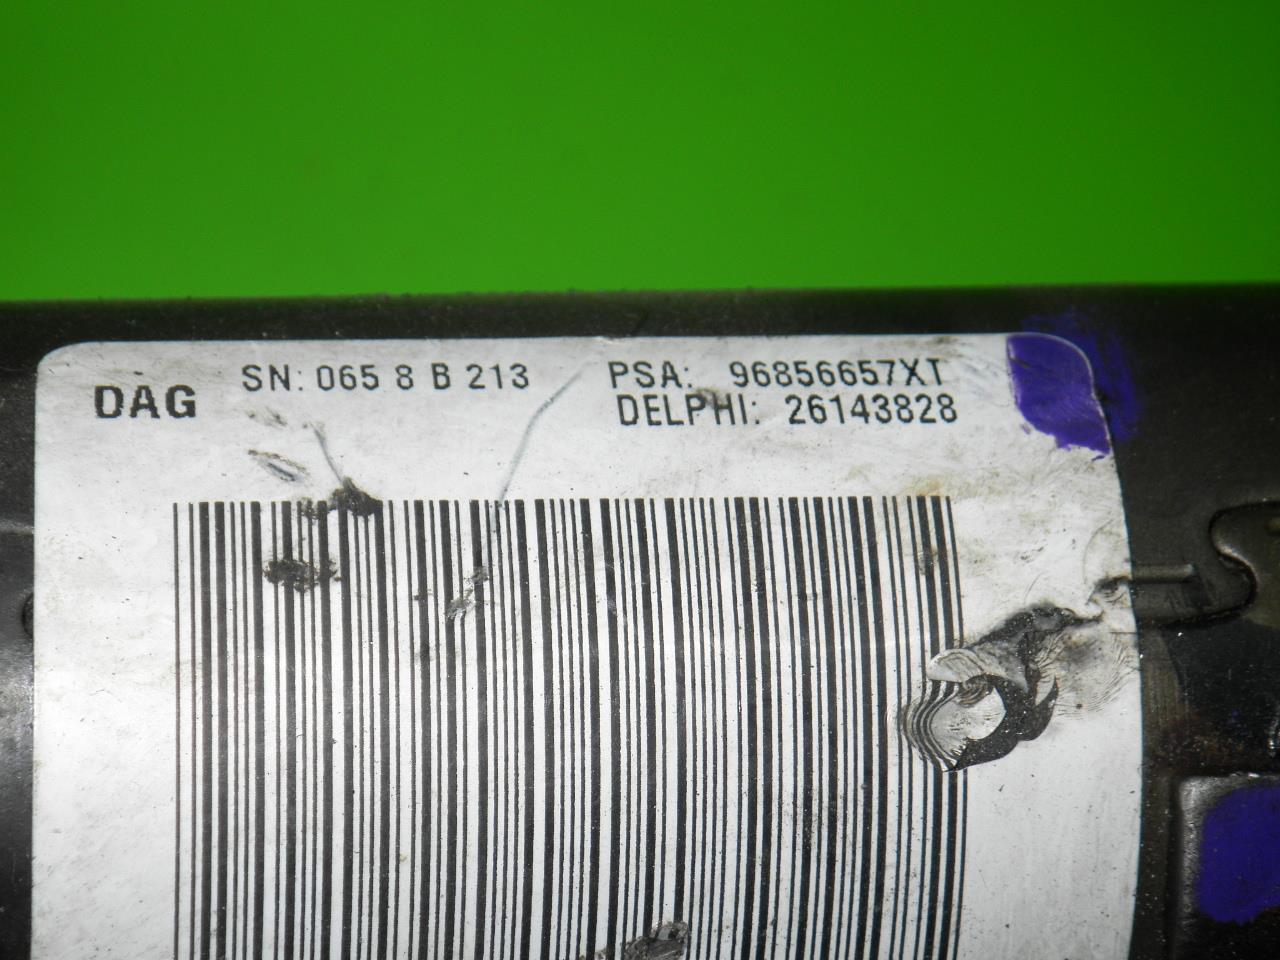 DAG SN: 065 8 B 213 PSA: 96856657XT
DELPHI: 26143828